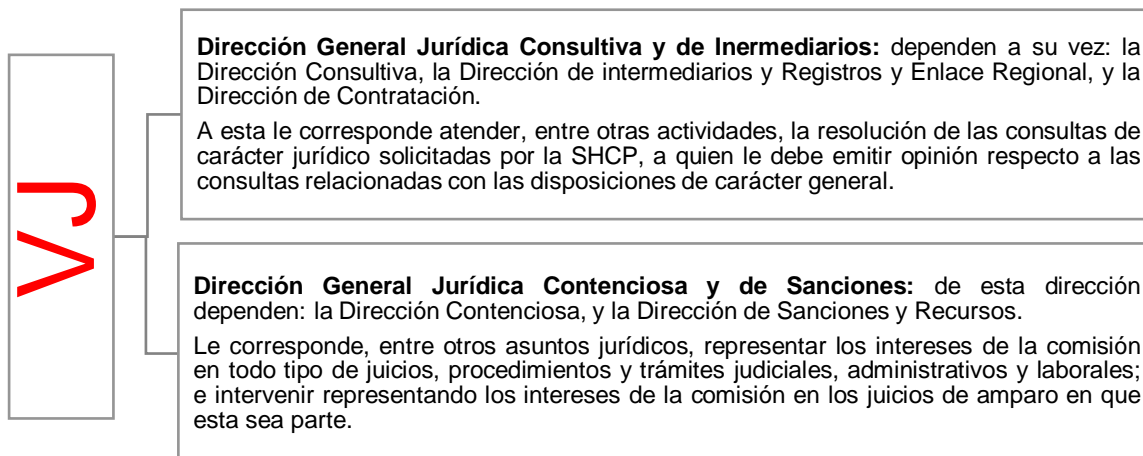 VJ
Dirección General Jurídica Consultiva y de Inermediarios: dependen a su vez: la
Dirección Consultiva, la Dirección de intermediarios y Registros y Enlace Regional, y la
Dirección de Contratación.
A esta le corresponde atender, entre otras actividades, la resolución de las consultas de
carácter jurídico solicitadas por la SHCP, a quien le debe emitir opinión respecto a las
consultas relacionadas con las disposiciones de carácter general.
Dirección General Jurídica Contenciosa y de Sanciones: de esta dirección
dependen: la Dirección Contenciosa, y la Dirección de Sanciones y Recursos.
Le corresponde, entre otros asuntos jurídicos, representar los intereses de la comisión
en todo tipo de juicios, procedimientos y trámites judiciales, administrativos y laborales;
e intervenir representando los intereses de la comisión en los juicios de amparo en que
esta sea parte.